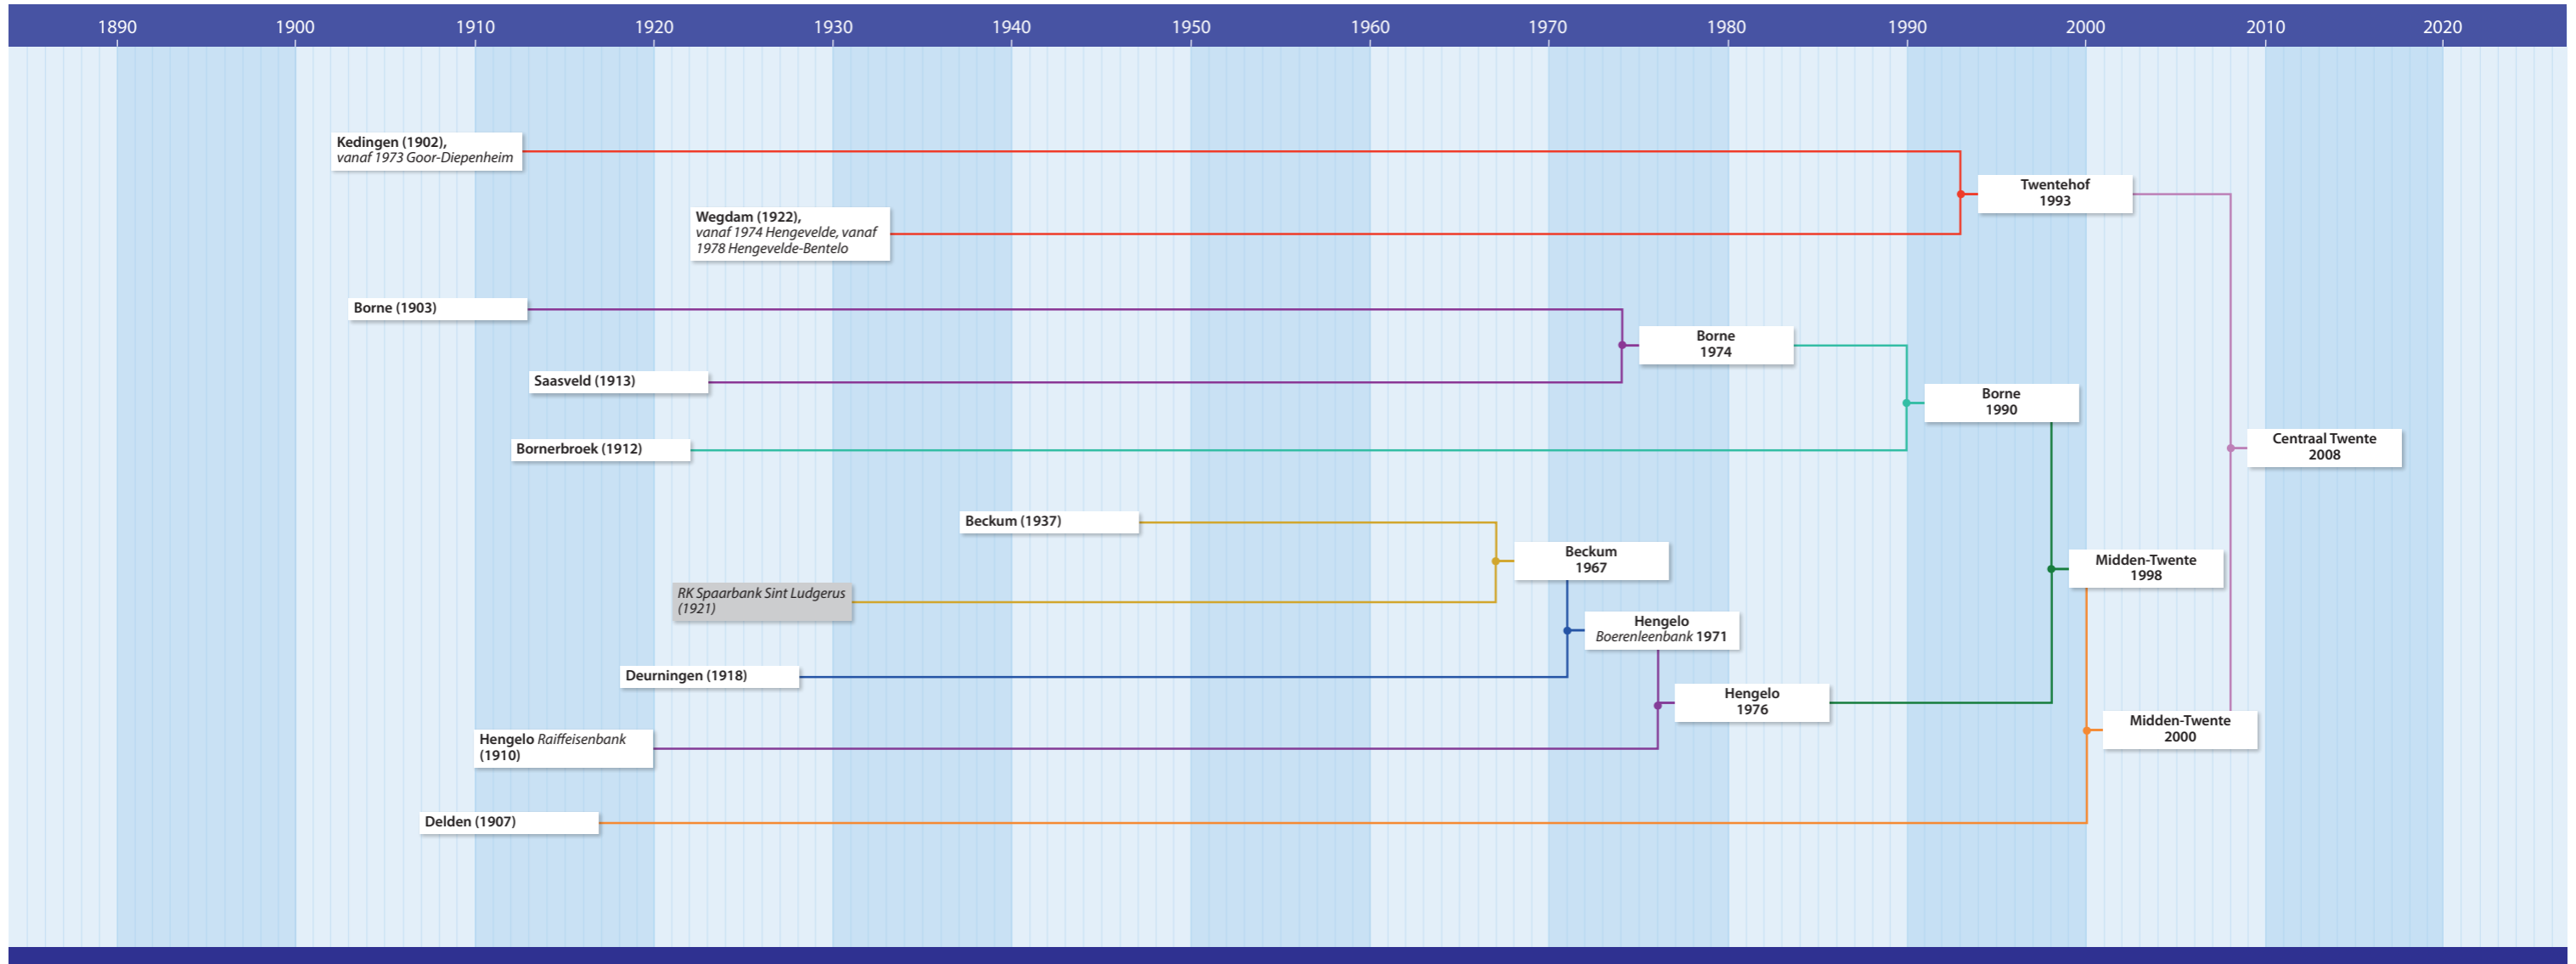 1890 1900 1910 1920 1930 1940 1950 1960 1970 1980 1990 2000 2010 2020
Kedingen (1902),
vanaf 1973 Goor-Diepenheim
Twentehof
1993
Wegdam (1922),
vanaf 1974 Hengevelde, vanaf
1978 Hengevelde-Bentelo
Borne (1903)
Borne
1974
Saasveld (1913)
Borne
1990
Bornerbroek (1912)
Centraal Twente
2008
Beckum (1937)
Beckum
1967
Midden-Twente
1998
RK Spaarbank Sint Ludgerus
(1921)
Hengelo
Boerenleenbank 1971
Deurningen (1918)
Hengelo
1976
Midden-Twente
2000
Hengelo Raiffeisenbank
(1910)
Delden (1907)